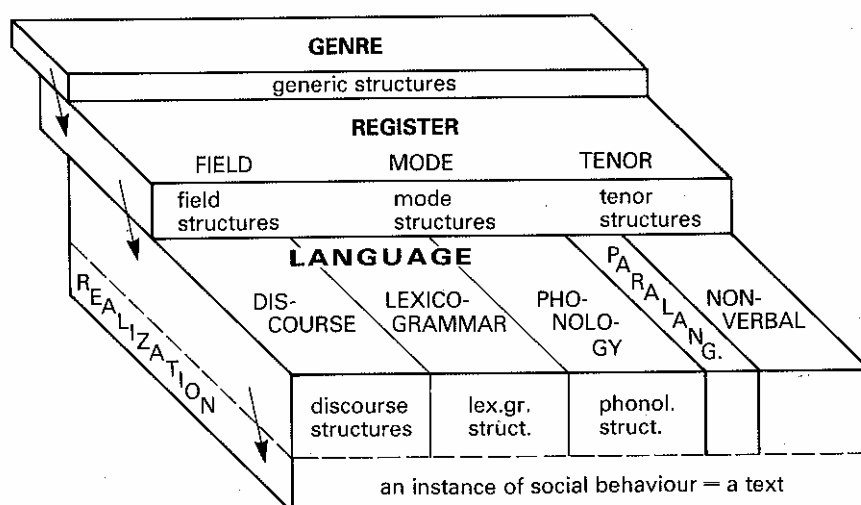 GENRE
generic structures
REGISTER
FIELD MODE TENOR
field mode tenor
structures structures structures
LANGUAGE
DIS- LEXICO- PHO- PARALANG. NON-
COURSE GRAMMAR NOLO- VERBAL
GY
REALIZATION
discourse lex.gr. phonol.
structures struct. struct.
an instance of social behaviour = a text